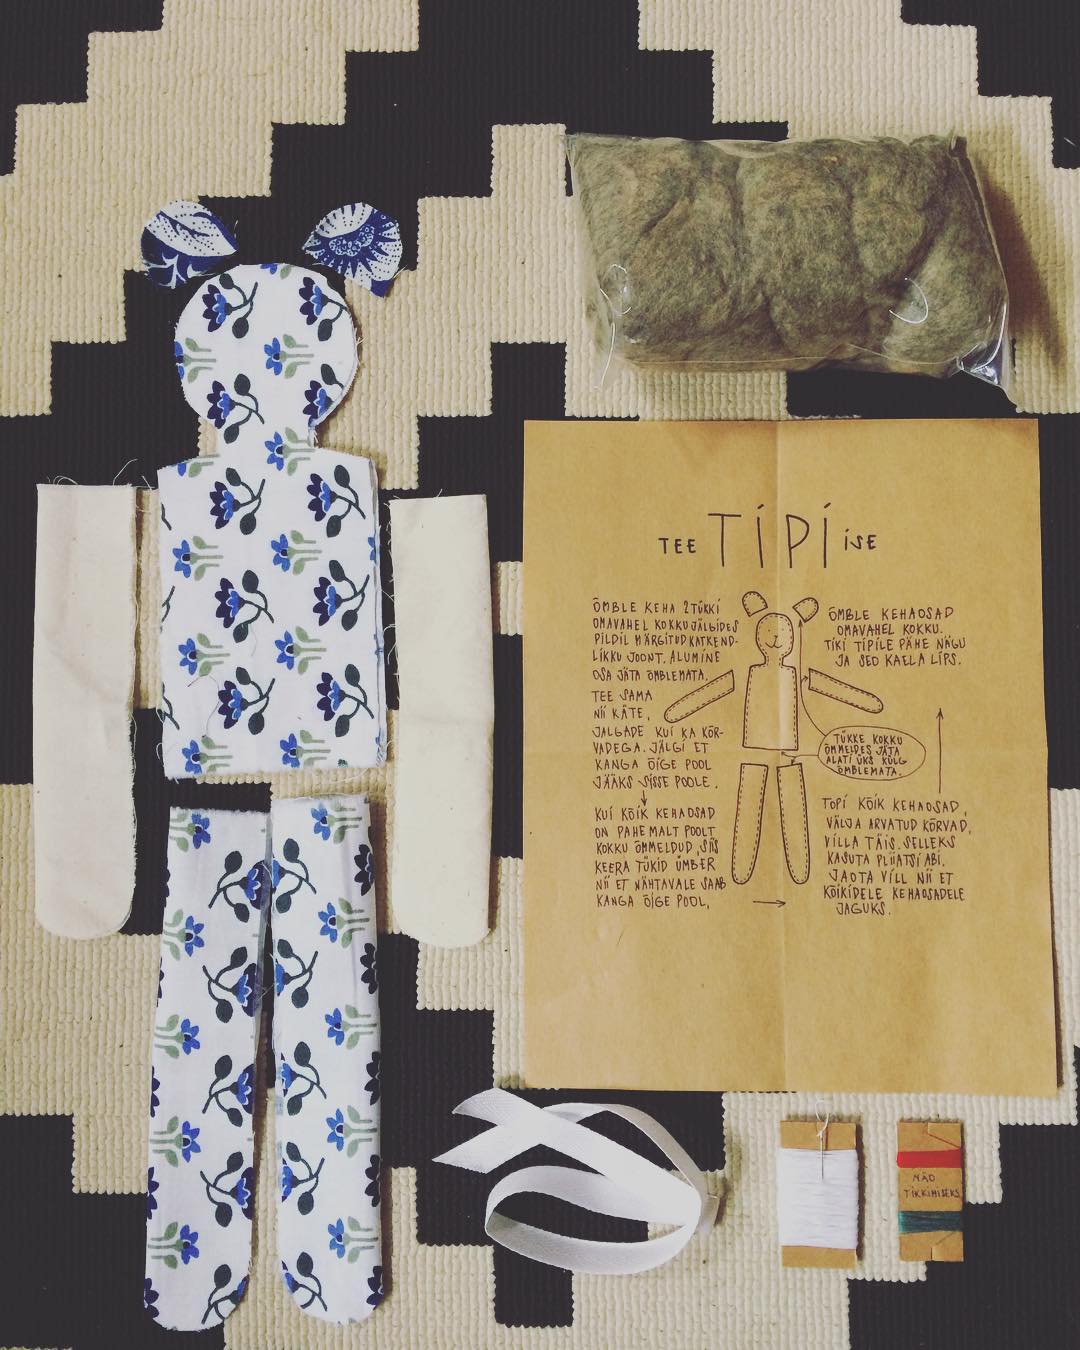 TEE TIPI ISE
ÕMBLE KEHA 2 TÜKKI
OMAVAHEL KOKKU JÄLGIDES
PILDIL MÄRGITUD KATKEND-
LIKKU JOONT. ALUMINE
OSA JÄTA ÕMBLEMATA.
TEE SAMA
NII KÄTE,
JALGADE KUI KA KÕR-
VADEGA. JÄLGI ET
KANGA ÕIGE POOL
JÄÄKS SISSE POOLE.
KUI KÕIK KEHAOSAD
ON PAHEMALT POOLT
KOKKU ÕMMELDUD, SIIS
KEERA TÜKID ÜMBER
NII ET NÄHTAVALE SAAB
KANGA ÕIGE POOL,
TOPI KÕIK KEHAOSAD,
VÄLJA ARVATUD KÕRVAD,
VILLA TÄIS. SELLEKS
KASUTA PLIIATSI ABI.
JAOTA VILL NII ET
KÕIKIDELE KEHAOSADELE
JAGUKS.
TÜKKE KOKKU
ÕMMELDES JÄTA
ALATI ÜKS KÜLG
ÕMBLEMATA.
ÕMBLE KEHAOSAD
OMAVAHEL KOKKU.
TIKI TIPILE PÄHE NÄGU
JA SEO KAELA LIPS.
NÄO
TIKKIMISEKS